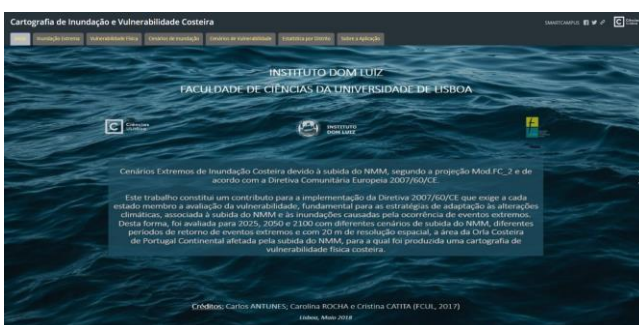 Cartografia de Inundação e Vulnerabilidade Costeira
SMARTCAMPUS
Inundação Extrema Vulnerabilidade Física Cenários de Inundação Cenários de Vulnerabilidade Estatística por Distrito Sobre a Aplicação
INSTITUTO DOM LUIZ
FACULDADE DE CIÊNCIAS DA UNIVERSIDADE DE LISBOA
Ciências
ULisboa
INSTITUTO
DOM LUIZ
Cenários Extremos de Inundação Costeira devido à subida do NMM, segundo a projeção Mod.FC_2 e de
acordo com a Diretiva Comunitária Europeia 2007/60/CE.
Este trabalho constitui um contributo para a implementação da Diretiva 2007/60/CE que exige a cada
estado membro a avaliação da vulnerabilidade, fundamental para as estratégias de adaptação às alterações
climáticas, associada à subida do NMM e às inundações causadas pela ocorrência de eventos extremos.
Desta forma, foi avaliada para 2025, 2050 e 2100 com diferentes cenários de subida do NMM, diferentes
períodos de retorno de eventos extremos e com 20 m de resolução espacial, a área da Orla Costeira
de Portugal Continental afetada pela subida do NMM, para a qual foi produzida uma cartografia de
vulnerabilidade física costeira.
Créditos: Carlos ANTUNES; Carolina ROCHA e Cristina CATITA (FCUL, 2017)
Lisboa, Maio 2018